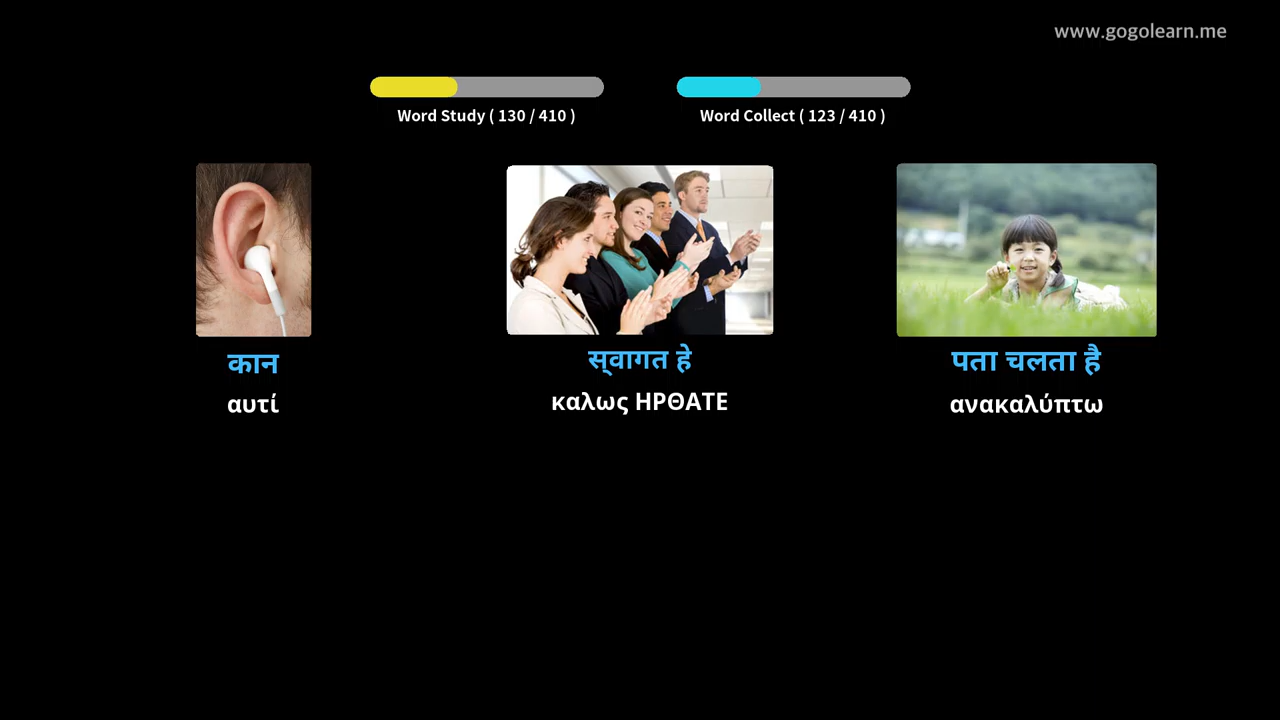 www.gogolearn.me
Word Study ( 130 / 410 )
Word Collect ( 123 / 410 )
कान
स्वागत हे
पता चलता है
αυτί
καλως ΗΡΘΑΤΕ
ανακαλύπτω